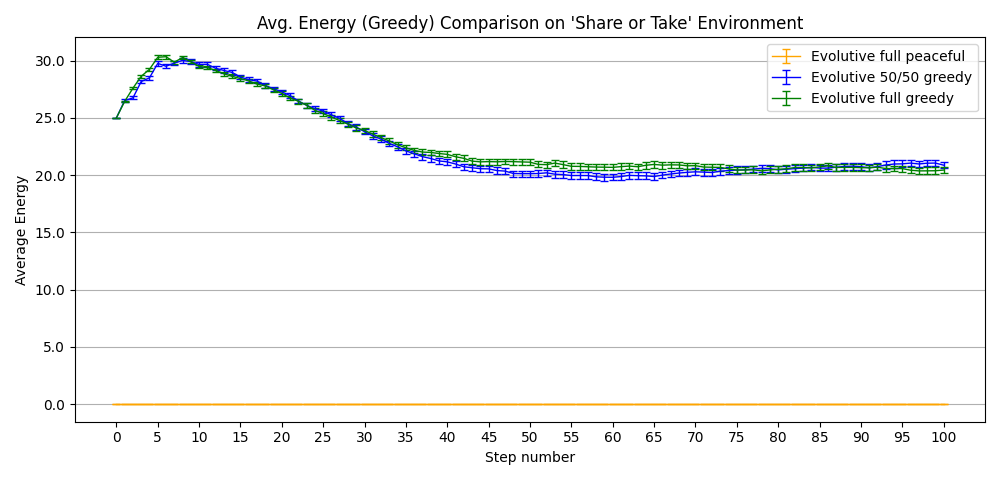 Avg. Energy (Greedy) Comparison on 'Share or Take' Environment
Evolutive full peaceful
Evolutive 50/50 greedy
Evolutive full greedy
Average Energy
30.0
25.0
20.0
15.0
10.0
5.0
0.0
0 5 10 15 20 25 30 35 40 45 50 55 60 65 70 75 80 85 90 95 100
Step number